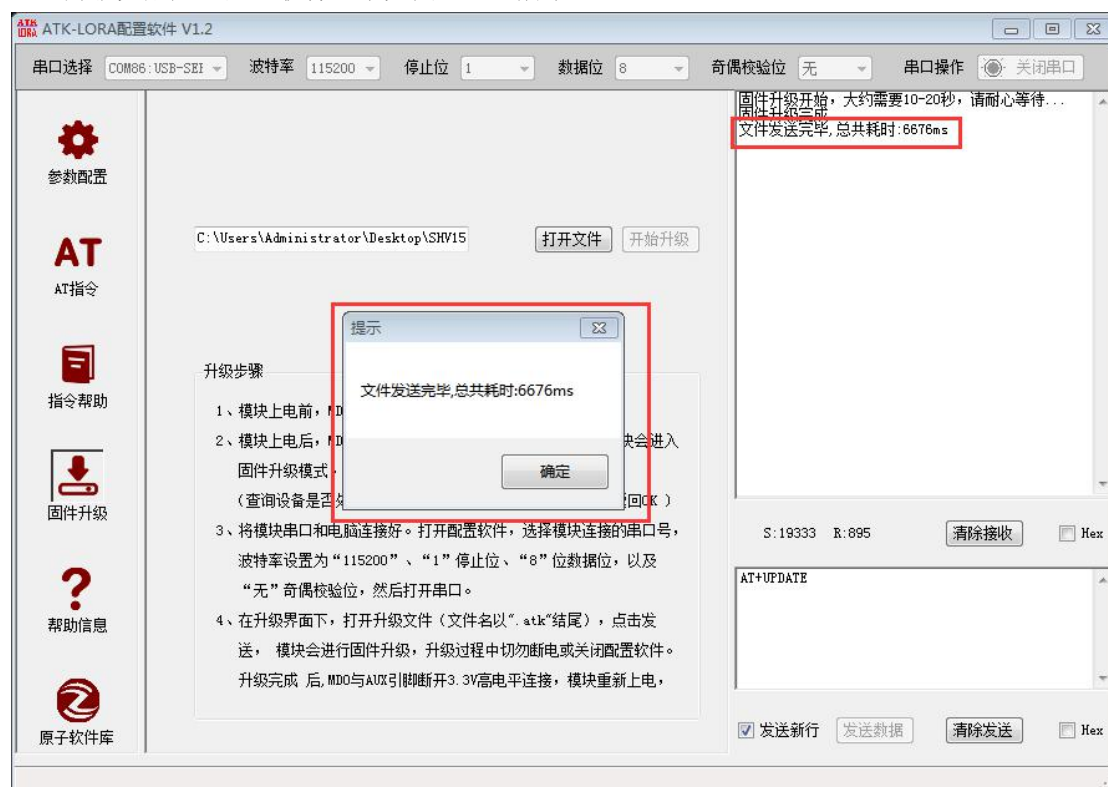 ATK-LORA配置软件 V1.2
串口选择 COM86:USB-SEI 波特率 115200 停止位 1 数据位 8 奇偶校验位 无 串口操作 关闭串口
参数配置
AT
AT指令
指令帮助
固件升级
帮助信息
原子软件库
C:\Users\Administrator\Desktop\SHV15 打开文件 开始升级
升级步骤
1、模块上电前，
2、模块上电后， 块会进入
固件升级模式，
（查询设备是否 返回OK ）
3、将模块串口和电脑连接好。打开配置软件，选择模块连接的串口号，
波特率设置为“115200”、“1”停止位、“8”位数据位，以及
“无”奇偶校验位，然后打开串口。
4、在升级界面下，打开升级文件（文件名以“.atk”结尾），点击发
送， 模块会进行固件升级，升级过程中切勿断电或关闭配置软件。
升级完成 后,MD0与AUX引脚断开3.3V高电平连接，模块重新上电，
提示
文件发送完毕,总共耗时:6676ms
确定
固件升级开始，大约需要10-20秒，请耐心等待...
固件升级完成
文件发送完毕,总共耗时:6676ms
S:19333 R:895 清除接收 Hex
AT+UPDATE
发送新行 发送数据 清除发送 Hex